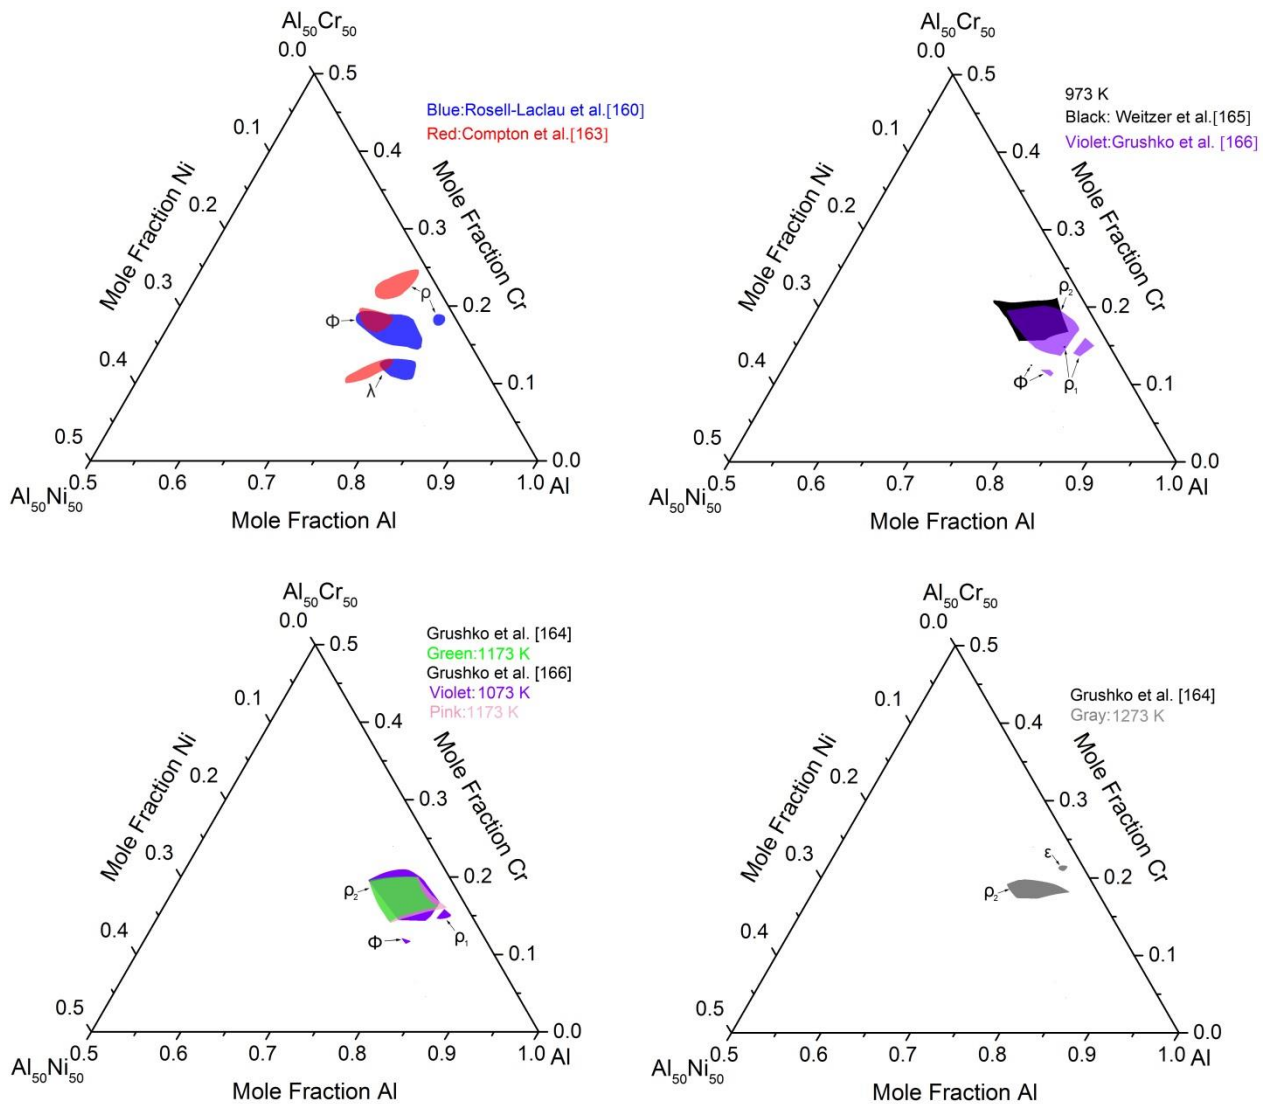 Al50Cr50
0.0
0.5
Blue:Rosell-Laclau et al.[160]
Red:Compton et al.[163]
0.1
0.4
Mole Fraction Ni
Mole Fraction Cr
0.2
0.3
0.3
ρ
0.2
Φ
0.4
λ
0.1
0.5
0.0
Al50Ni50
0.5
0.6
0.7
0.8
0.9
1.0
Al
Mole Fraction Al
Al50Cr50
0.0
0.5
973 K
Black: Weitzer et al.[165]
Violet:Grushko et al. [166]
0.1
0.4
Mole Fraction Ni
Mole Fraction Cr
0.2
0.3
0.3
ρ2
0.2
0.4
Φ
ρ1
0.1
0.5
0.0
Al50Ni50
0.5
0.6
0.7
0.8
0.9
1.0
Al
Mole Fraction Al
Al50Cr50
0.0
0.5
Grushko et al. [164]
Green:1173 K
Grushko et al. [166]
Violet:1073 K
Pink:1173 K
0.1
0.4
Mole Fraction Ni
Mole Fraction Cr
0.2
0.3
0.3
0.2
ρ2
0.4
Φ
ρ1
0.1
0.5
0.0
Al50Ni50
0.5
0.6
0.7
0.8
0.9
1.0
Al
Mole Fraction Al
Al50Cr50
0.0
0.5
Grushko et al. [164]
Gray:1273 K
0.1
0.4
Mole Fraction Ni
Mole Fraction Cr
0.2
0.3
0.3
ε
0.2
ρ2
0.4
0.1
0.5
0.0
Al50Ni50
0.5
0.6
0.7
0.8
0.9
1.0
Al
Mole Fraction Al